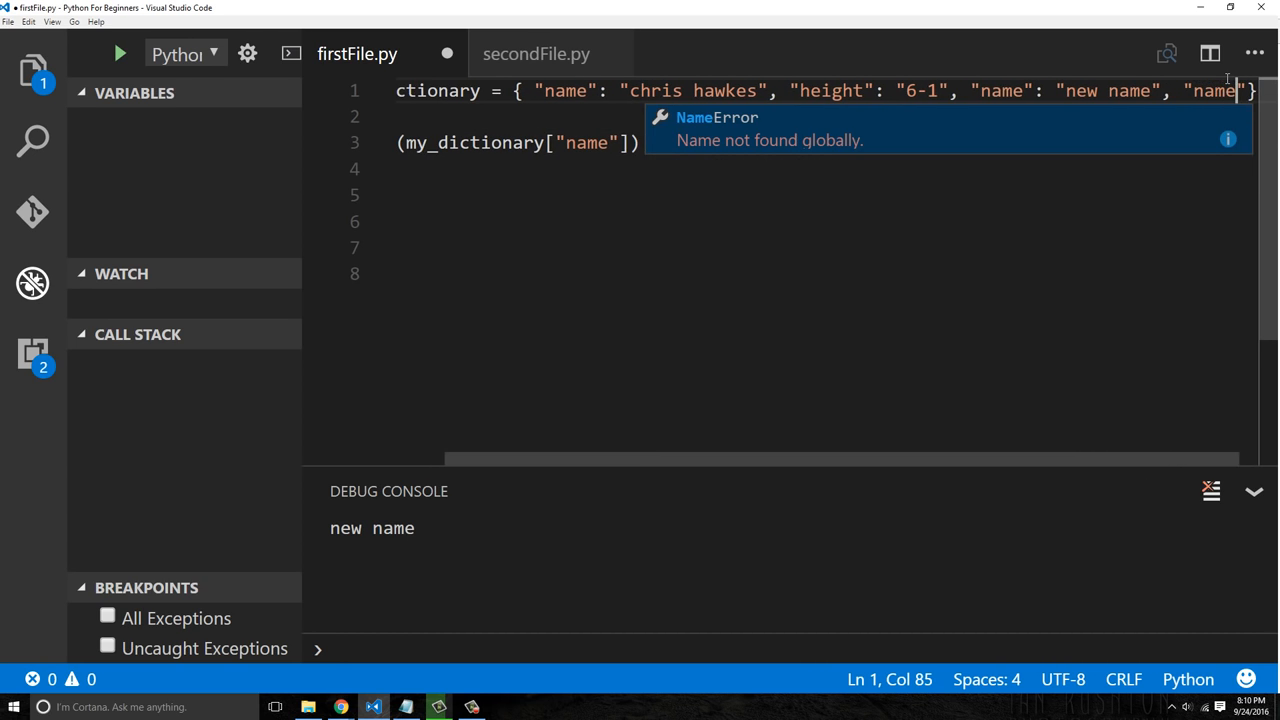 ● firstFile.py - Python For Beginners - Visual Studio Code
File Edit View Go Help
Pythor
firstFile.py ●
secondFile.py
1
VARIABLES
1 ctionary = { "name": "chris hawkes", "height": "6-1", "name": "new name", "name"}
2 NameError
Name not found globally.
3 (my_dictionary["name"])
4
5
6
7
8
WATCH
CALL STACK
2
DEBUG CONSOLE
new name
BREAKPOINTS
All Exceptions
Uncaught Exceptions
0 0 Ln 1, Col 85 Spaces: 4 UTF-8 CRLF Python
I'm Cortana. Ask me anything.
8:10 PM
9/24/2016